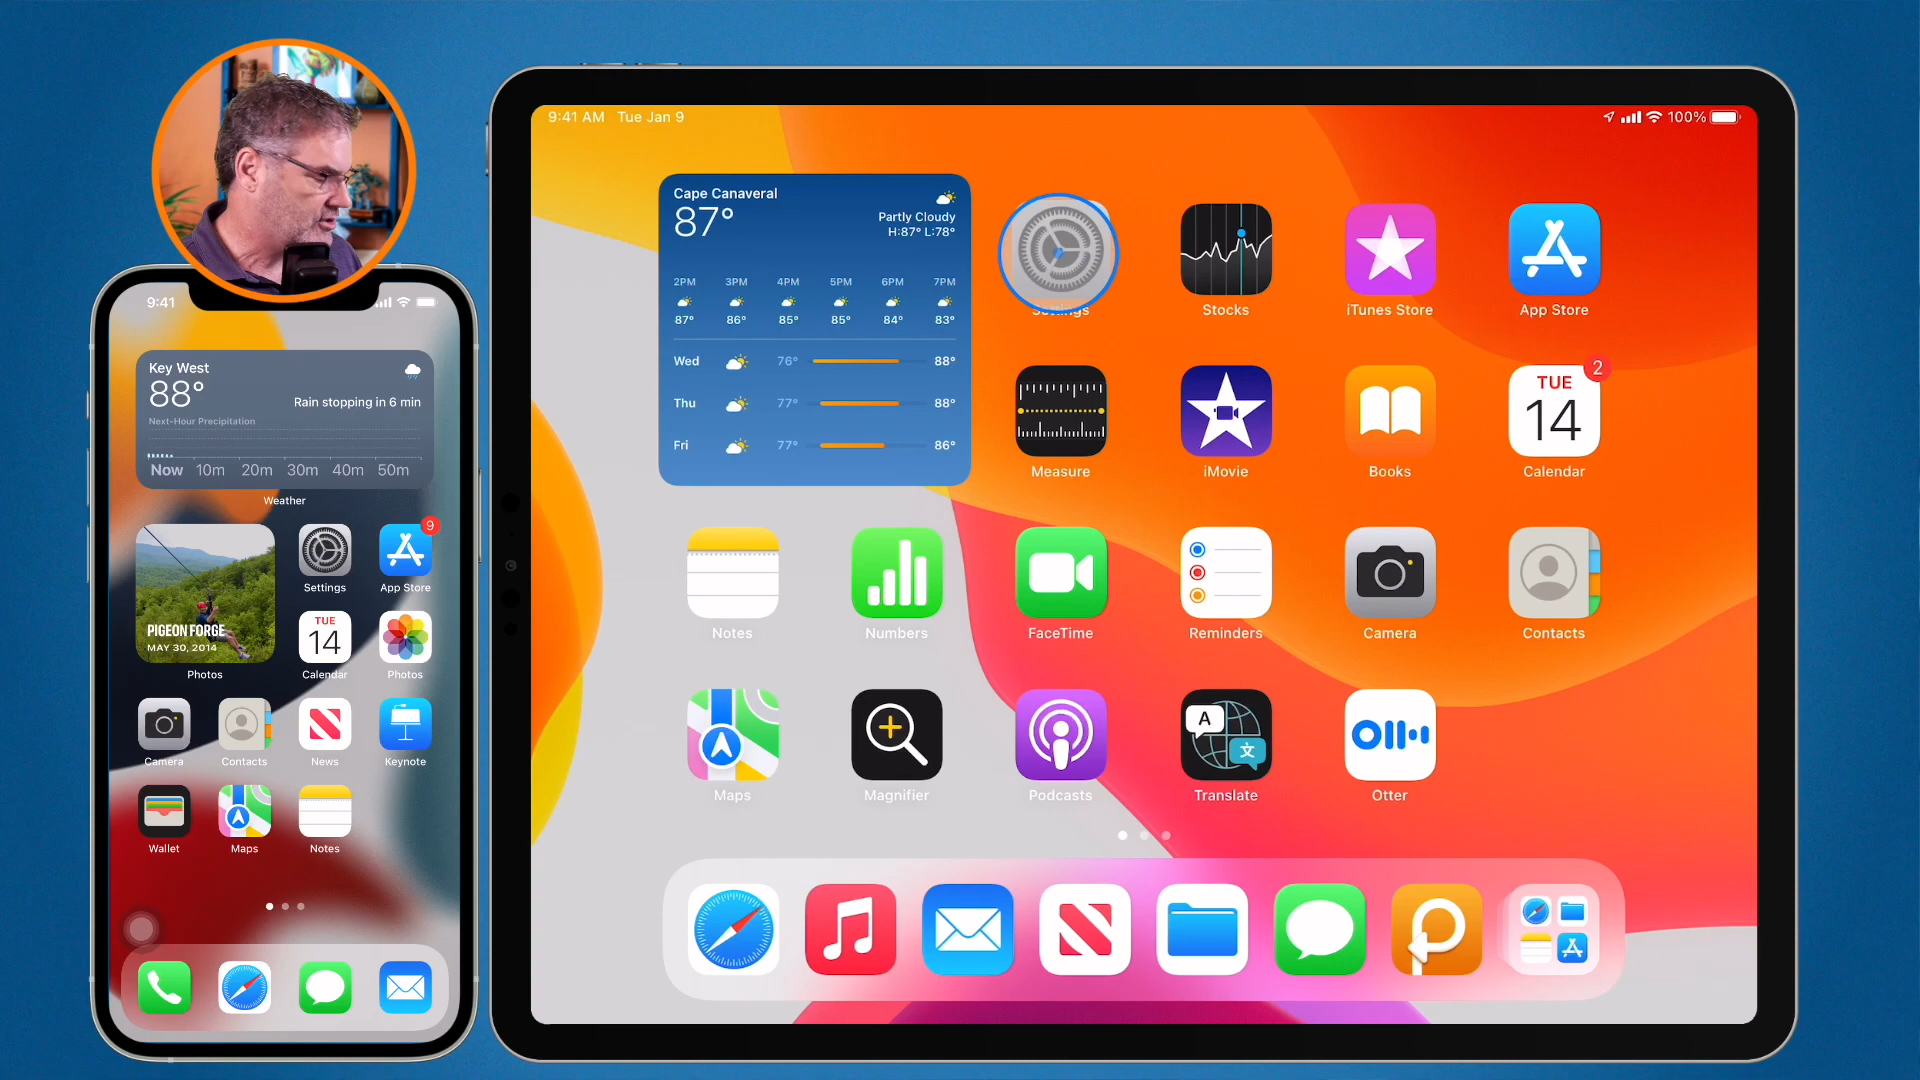 9:41
Key West
88°
Rain stopping in 6 min
Next-Hour Precipitation
Now 10m 20m 30m 40m 50m
Weather
PIGEON FORGE
MAY 30, 2014
Photos
Settings
9
App Store
TUE
14
Calendar
Photos
Camera
Contacts
News
Keynote
Wallet
Maps
Notes
9:41 AM Tue Jan 9
100%
Cape Canaveral
87°
Partly Cloudy
H:87° L:78°
2PM 3PM 4PM 5PM 6PM 7PM
87° 86° 85° 85° 84° 83°
Wed 76° 88°
Thu 77° 88°
Fri 77° 86°
Settings
Stocks
iTunes Store
App Store
Measure
iMovie
Books
2
TUE
14
Calendar
Notes
Numbers
FaceTime
Reminders
Camera
Contacts
Maps
Magnifier
Podcasts
A
文
Translate
Otter